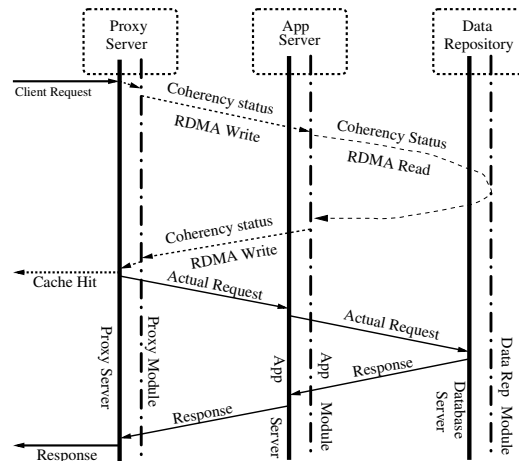 Proxy
Server
App
Server
Data
Repository
Client Request
Coherency status
RDMA Write
Coherency Status
RDMA Read
Coherency status
RDMA Write
Cache Hit
Actual Request
Actual Request
Response
Response
Response
Proxy Server
Proxy Module
App Server
App Module
Database
Server
Data Rep Module